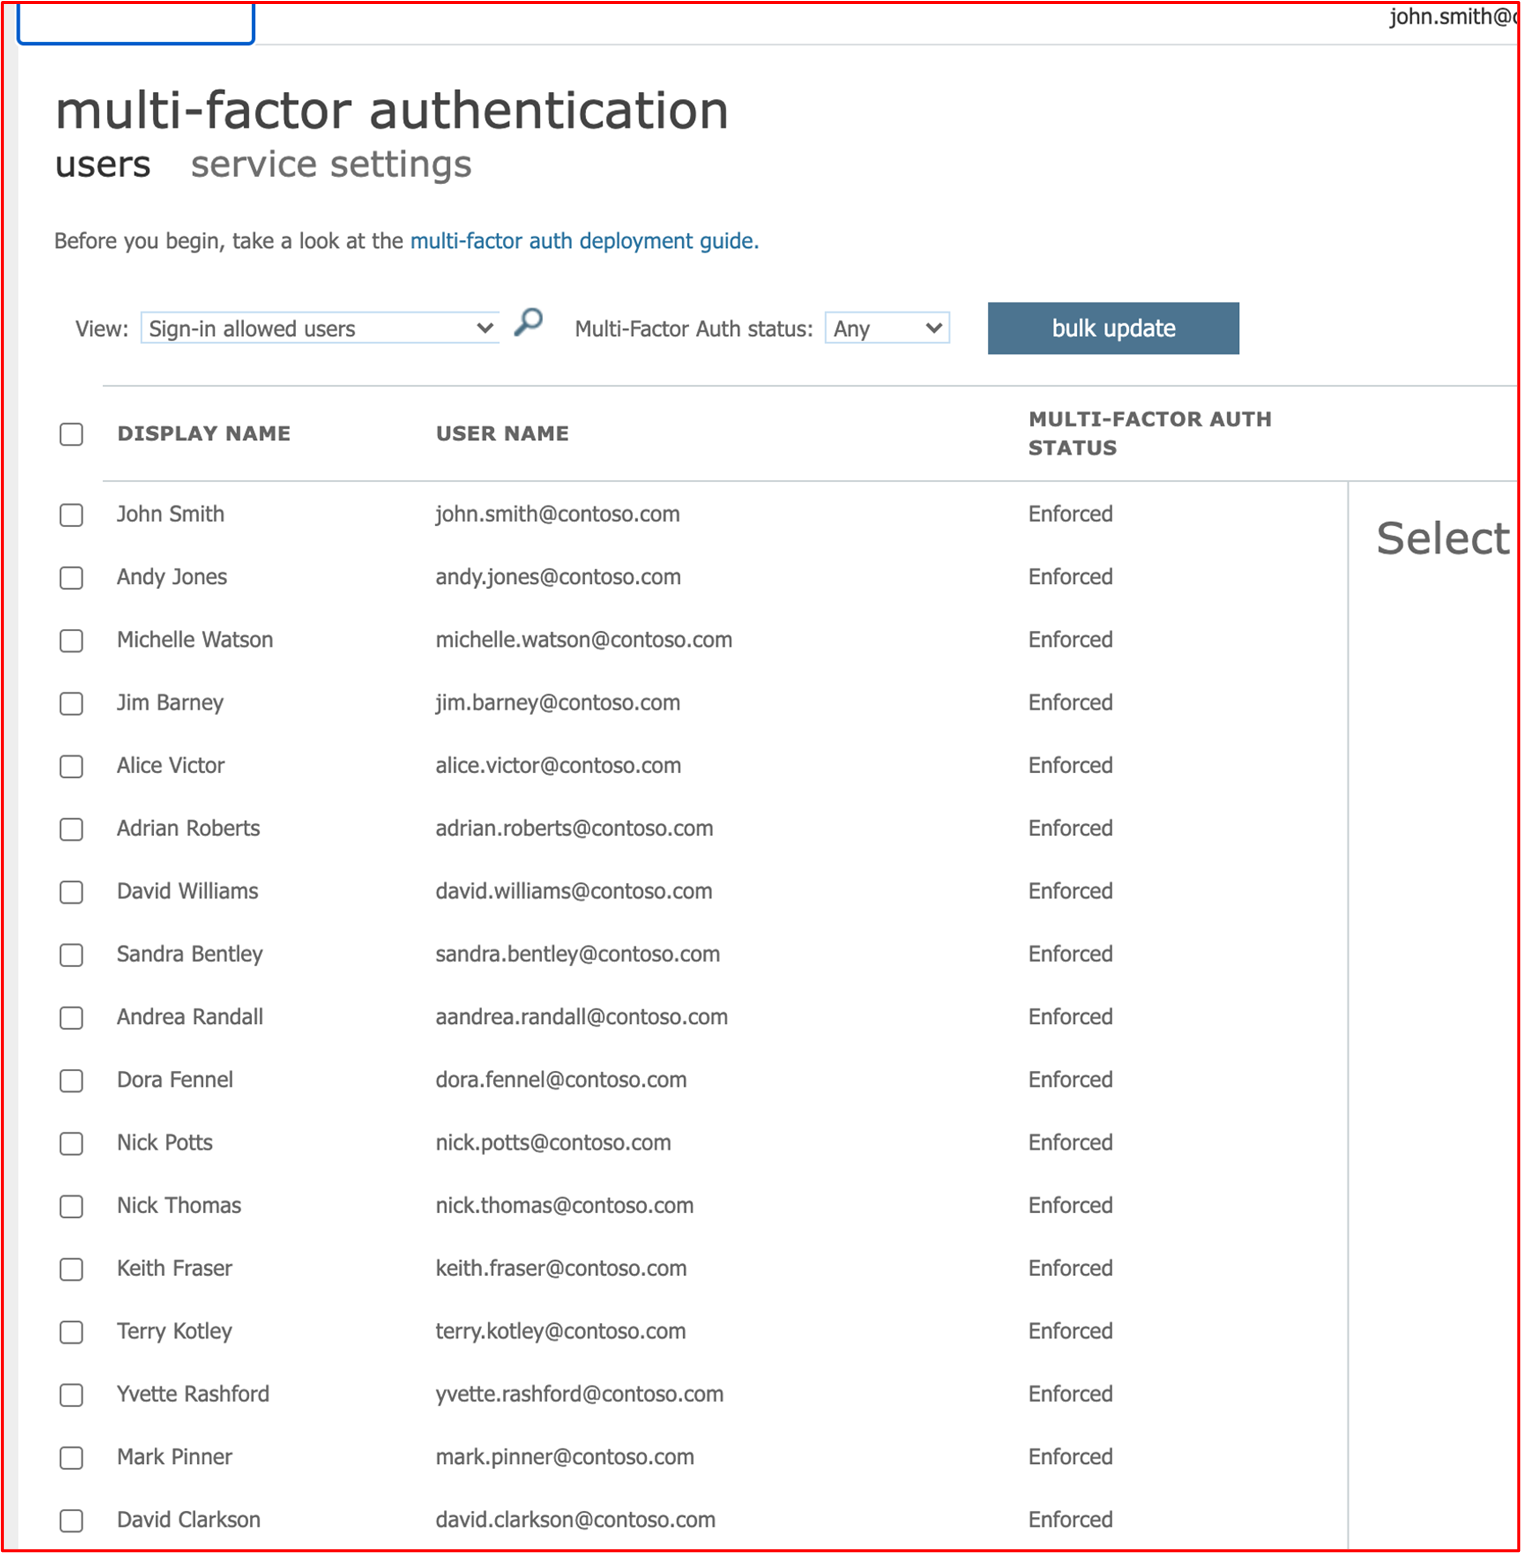 john.smith@
multi-factor authentication
users service settings
Before you begin, take a look at the multi-factor auth deployment guide.
View: Sign-in allowed users Multi-Factor Auth status: Any bulk update
DISPLAY NAME USER NAME MULTI-FACTOR AUTH
STATUS
John Smith john.smith@contoso.com Enforced
Select
Andy Jones andy.jones@contoso.com Enforced
Michelle Watson michelle.watson@contoso.com Enforced
Jim Barney jim.barney@contoso.com Enforced
Alice Victor alice.victor@contoso.com Enforced
Adrian Roberts adrian.roberts@contoso.com Enforced
David Williams david.williams@contoso.com Enforced
Sandra Bentley sandra.bentley@contoso.com Enforced
Andrea Randall aandrea.randall@contoso.com Enforced
Dora Fennel dora.fennel@contoso.com Enforced
Nick Potts nick.potts@contoso.com Enforced
Nick Thomas nick.thomas@contoso.com Enforced
Keith Fraser keith.fraser@contoso.com Enforced
Terry Kotley terry.kotley@contoso.com Enforced
Yvette Rashford yvette.rashford@contoso.com Enforced
Mark Pinner mark.pinner@contoso.com Enforced
David Clarkson david.clarkson@contoso.com Enforced